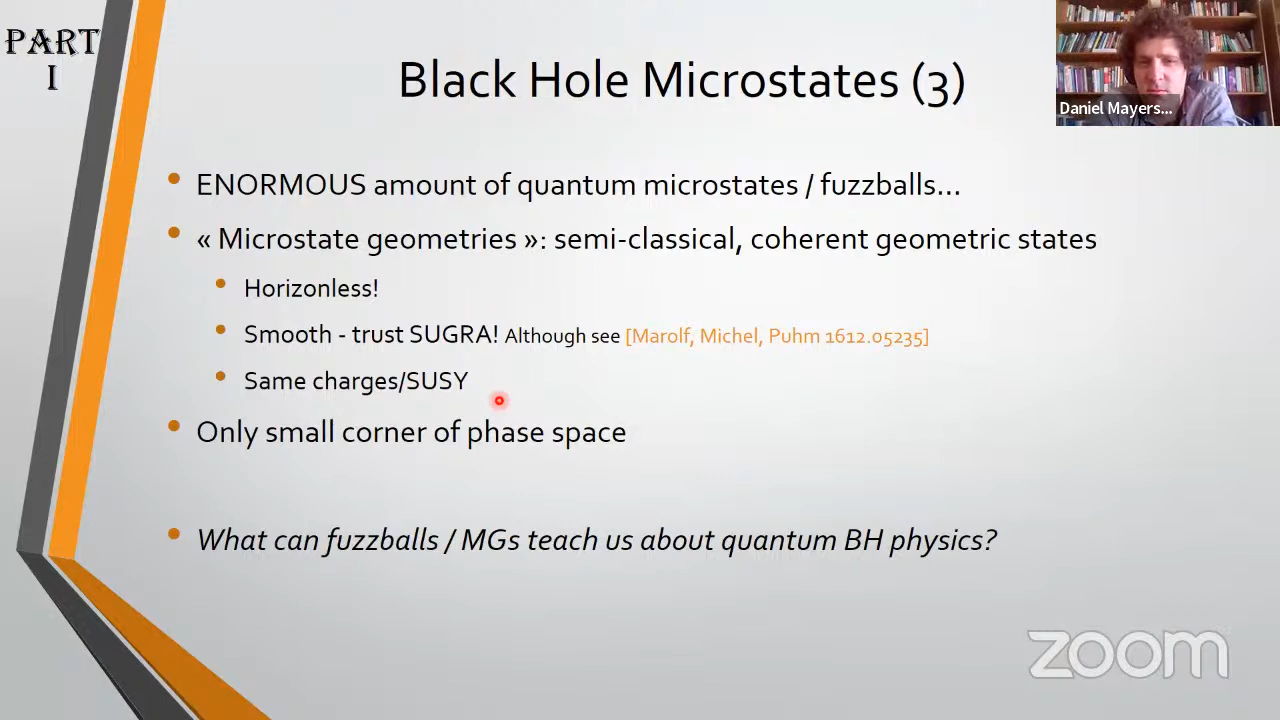 PART
I
Black Hole Microstates (3)
Daniel Mayers...
• ENORMOUS amount of quantum microstates / fuzzballs...
• « Microstate geometries »: semi-classical, coherent geometric states
• Horizonless!
• Smooth - trust SUGRA! Although see [Marolf, Michel, Puhm 1612.05235]
• Same charges/SUSY
• Only small corner of phase space
• What can fuzzballs / MGs teach us about quantum BH physics?
zoom